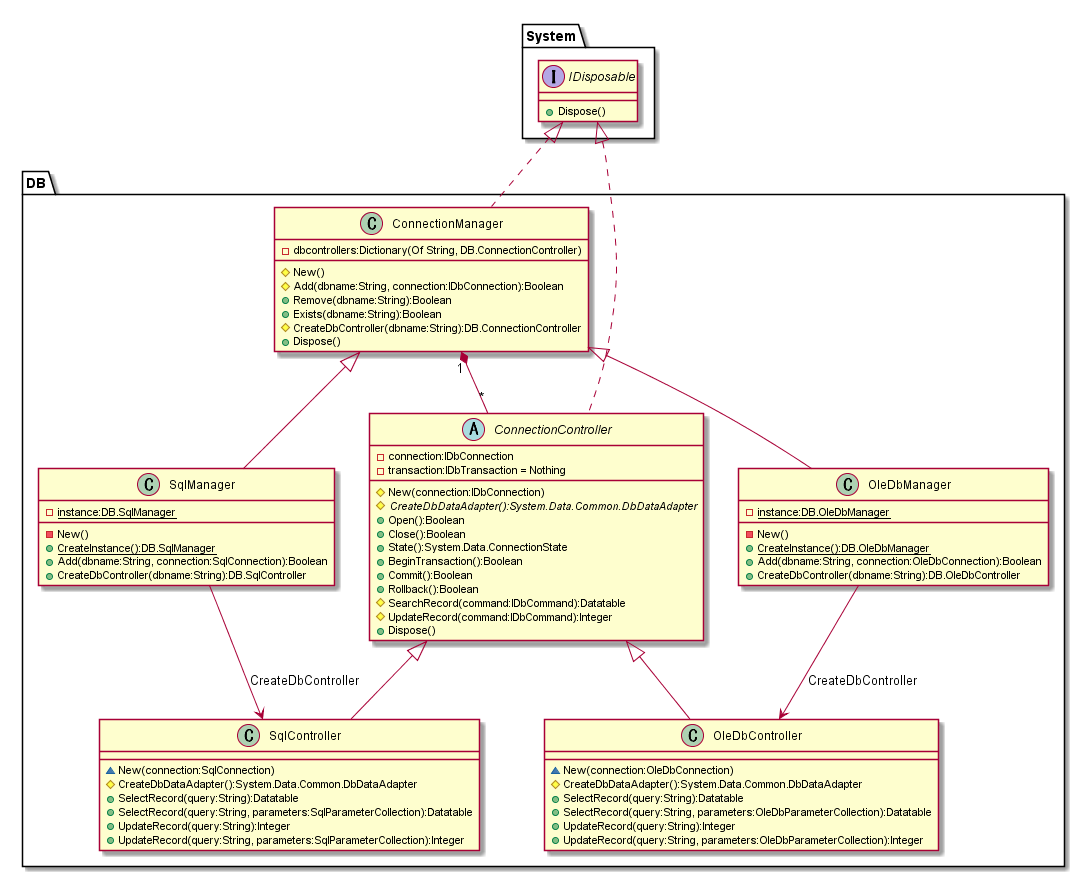 System
I IDisposable
Dispose()
DB
C ConnectionManager
dbcontrollers:Dictionary(Of String, DB.ConnectionController)
New()
Add(dbname:String, connection:IDbConnection):Boolean
Remove(dbname:String):Boolean
Exists(dbname:String):Boolean
CreateDbController(dbname:String):DB.ConnectionController
Dispose()
1
*
A ConnectionController
connection:IDbConnection
transaction:IDbTransaction = Nothing
New(connection:IDbConnection)
CreateDbDataAdapter():System.Data.Common.DbDataAdapter
Open():Boolean
Close():Boolean
State():System.Data.ConnectionState
BeginTransaction():Boolean
Commit():Boolean
Rollback():Boolean
SearchRecord(command:IDbCommand):Datatable
UpdateRecord(command:IDbCommand):Integer
Dispose()
C SqlManager
instance:DB.SqlManager
New()
CreateInstance():DB.SqlManager
Add(dbname:String, connection:SqlConnection):Boolean
CreateDbController(dbname:String):DB.SqlController
C OleDbManager
instance:DB.OleDbManager
New()
CreateInstance():DB.OleDbManager
Add(dbname:String, connection:OleDbConnection):Boolean
CreateDbController(dbname:String):DB.OleDbController
CreateDbController
CreateDbController
C SqlController
New(connection:SqlConnection)
CreateDbDataAdapter():System.Data.Common.DbDataAdapter
SelectRecord(query:String):Datatable
SelectRecord(query:String, parameters:SqlParameterCollection):Datatable
UpdateRecord(query:String):Integer
UpdateRecord(query:String, parameters:SqlParameterCollection):Integer
C OleDbController
New(connection:OleDbConnection)
CreateDbDataAdapter():System.Data.Common.DbDataAdapter
SelectRecord(query:String):Datatable
SelectRecord(query:String, parameters:OleDbParameterCollection):Datatable
UpdateRecord(query:String):Integer
UpdateRecord(query:String, parameters:OleDbParameterCollection):Integer